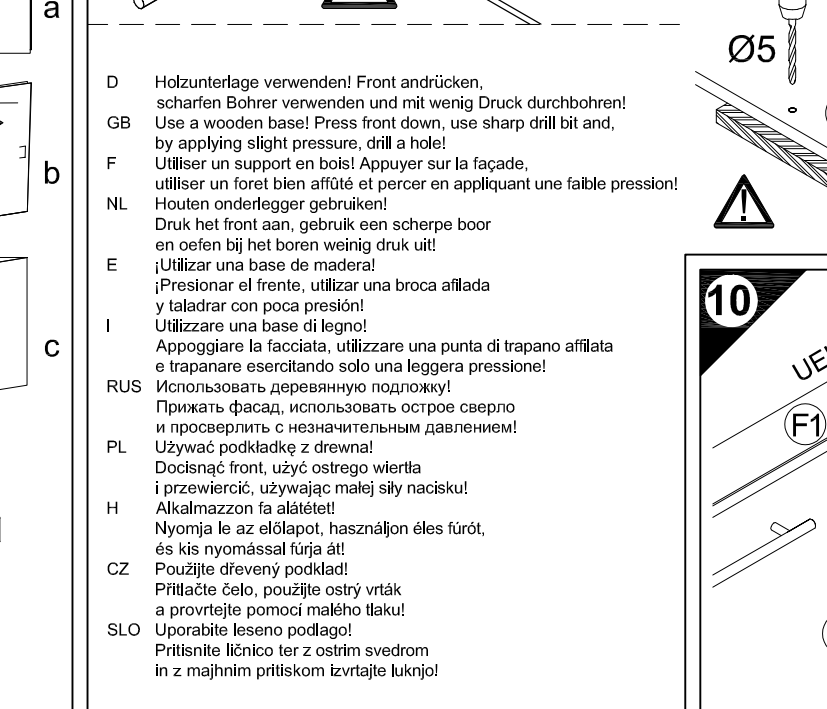 a
b
c
D Holzunterlage verwenden! Front andrücken,
scharfen Bohrer verwenden und mit wenig Druck durchbohren!
GB Use a wooden base! Press front down, use sharp drill bit and,
by applying slight pressure, drill a hole!
F Utiliser un support en bois! Appuyer sur la façade,
utiliser un foret bien affûté et percer en appliquant une faible pression!
NL Houten onderlegger gebruiken!
Druk het front aan, gebruik een scherpe boor
en oefen bij het boren weinig druk uit!
E ¡Utilizar una base de madera!
¡Presionar el frente, utilizar una broca afilada
y taladrar con poca presión!
I Utilizzare una base di legno!
Appoggiare la facciata, utilizzare una punta di trapano affilata
e trapanare esercitando solo una leggera pressione!
RUS Использовать деревянную подложку!
Прижать фасад, использовать острое сверло
и просверлить с незначительным давлением!
PL Używać podkładkę z drewna!
Docisnąć front, użyć ostrego wiertła
i przewiercić, używając małej siły nacisku!
H Alkalmazzon fa alátétet!
Nyomja le az előlapot, használjon éles fúrót,
és kis nyomással fúrja át!
CZ Použijte dřevený podklad!
Přitlačte čelo, použijte ostrý vrták
a provrtejte pomocí malého tlaku!
SLO Uporabite leseno podlago!
Pritisnite ličnico ter z ostrim svedrom
in z majhnim pritiskom izvrtajte luknjo!
Ø5
10
F1